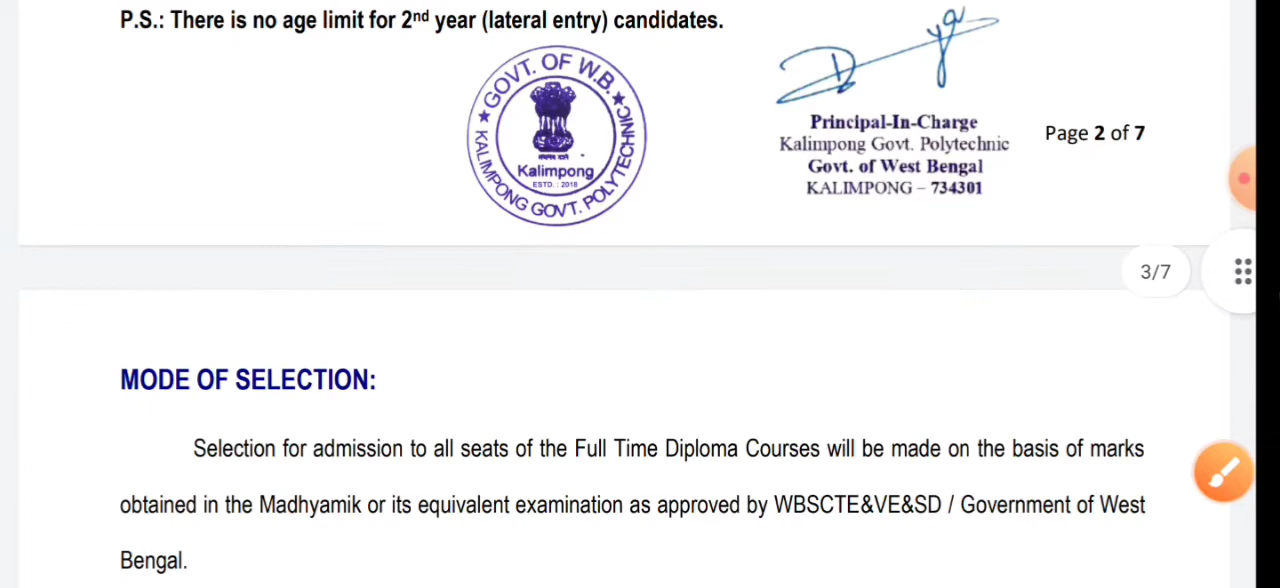 P.S.: There is no age limit for 2nd year (lateral entry) candidates.
★ GOVT. OF W.B. ★
KALIMPONG GOVT. POLYTECHNIC
Kalimpong
ESTD. : 2018
Principal-In-Charge
Kalimpong Govt. Polytechnic
Govt. of West Bengal
KALIMPONG – 734301
Page 2 of 7
3/7
MODE OF SELECTION:
Selection for admission to all seats of the Full Time Diploma Courses will be made on the basis of marks
obtained in the Madhyamik or its equivalent examination as approved by WBSCTE&VE&SD / Government of West
Bengal.